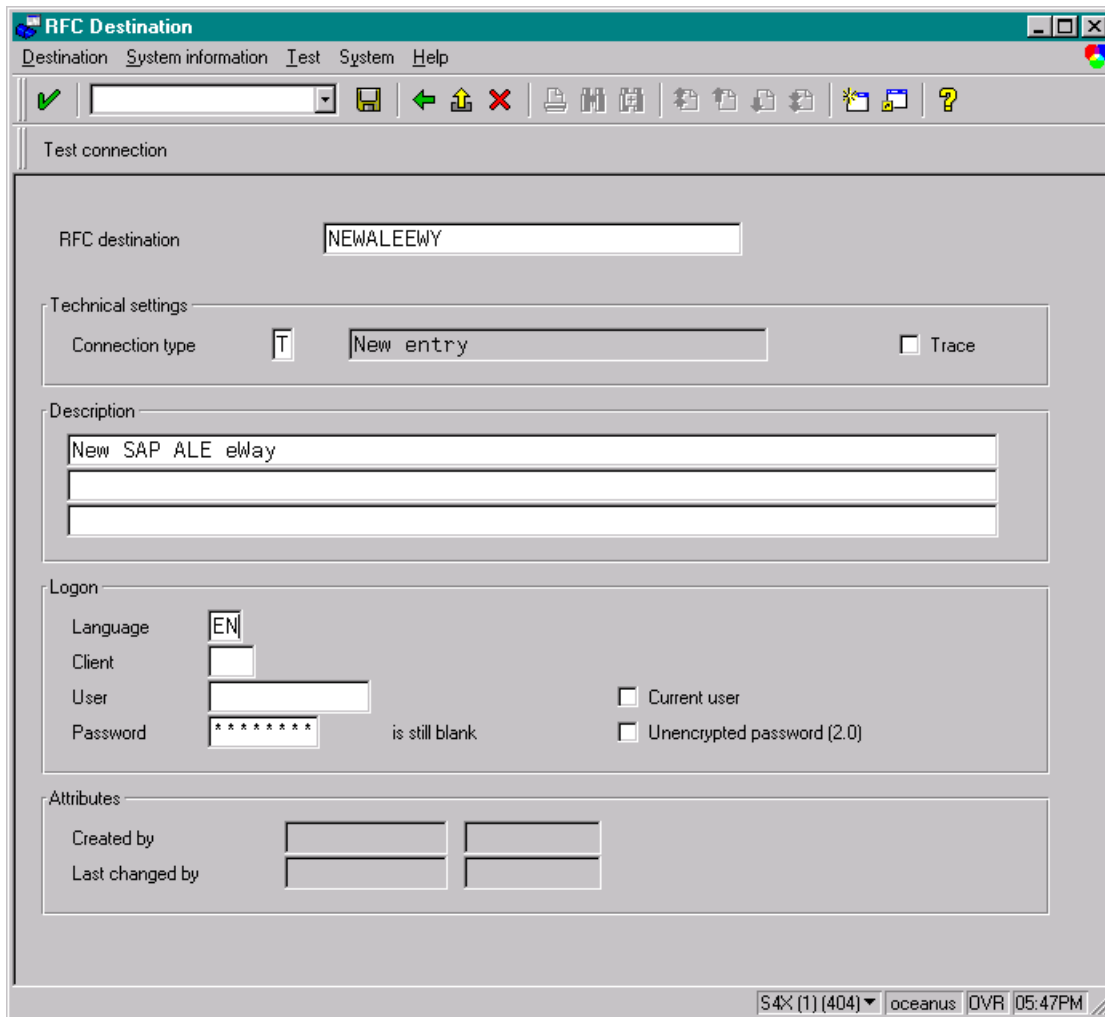 RFC Destination
Destination System information Test System Help
Test connection
RFC destination NEWALEEWY
Technical settings
Connection type T New entry Trace
Description
New SAP ALE eWay
Logon
Language EN
Client
User Current user
Password ******** is still blank Unencrypted password (2.0)
Attributes
Created by
Last changed by
S4X (1) (404) oceanus OVR 05:47PM